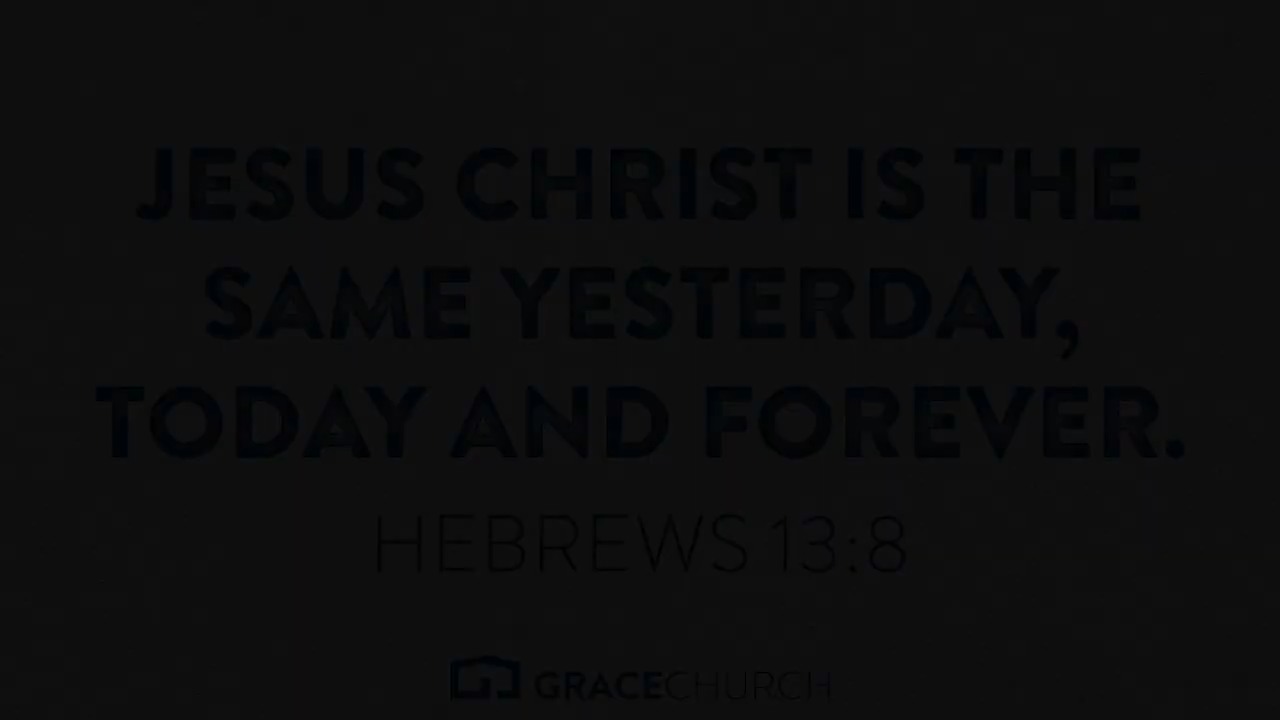 JESUS CHRIST IS THE
SAME YESTERDAY,
TODAY AND FOREVER.
HEBREWS 13:8
GRACECHURCH